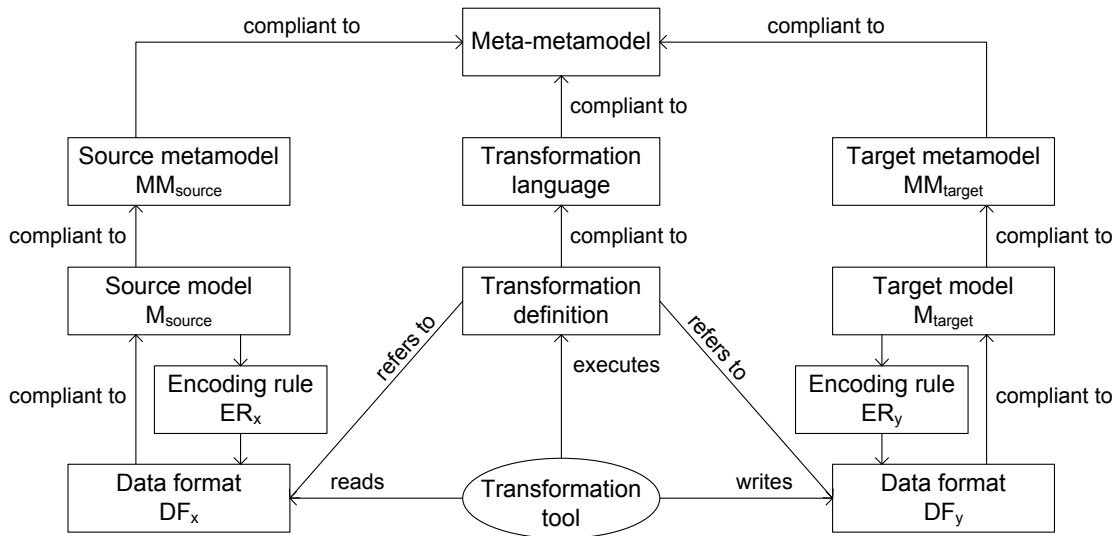 compliant to
Meta-metamodel
compliant to
compliant to
Source metamodel
MMsource
Transformation
language
Target metamodel
MMtarget
compliant to
compliant to
compliant to
Source model
Msource
Transformation
definition
Target model
Mtarget
refers to
refers to
compliant to
Encoding rule
ERx
executes
Encoding rule
ERy
compliant to
Data format
DFx
reads
Transformation
tool
writes
Data format
DFy